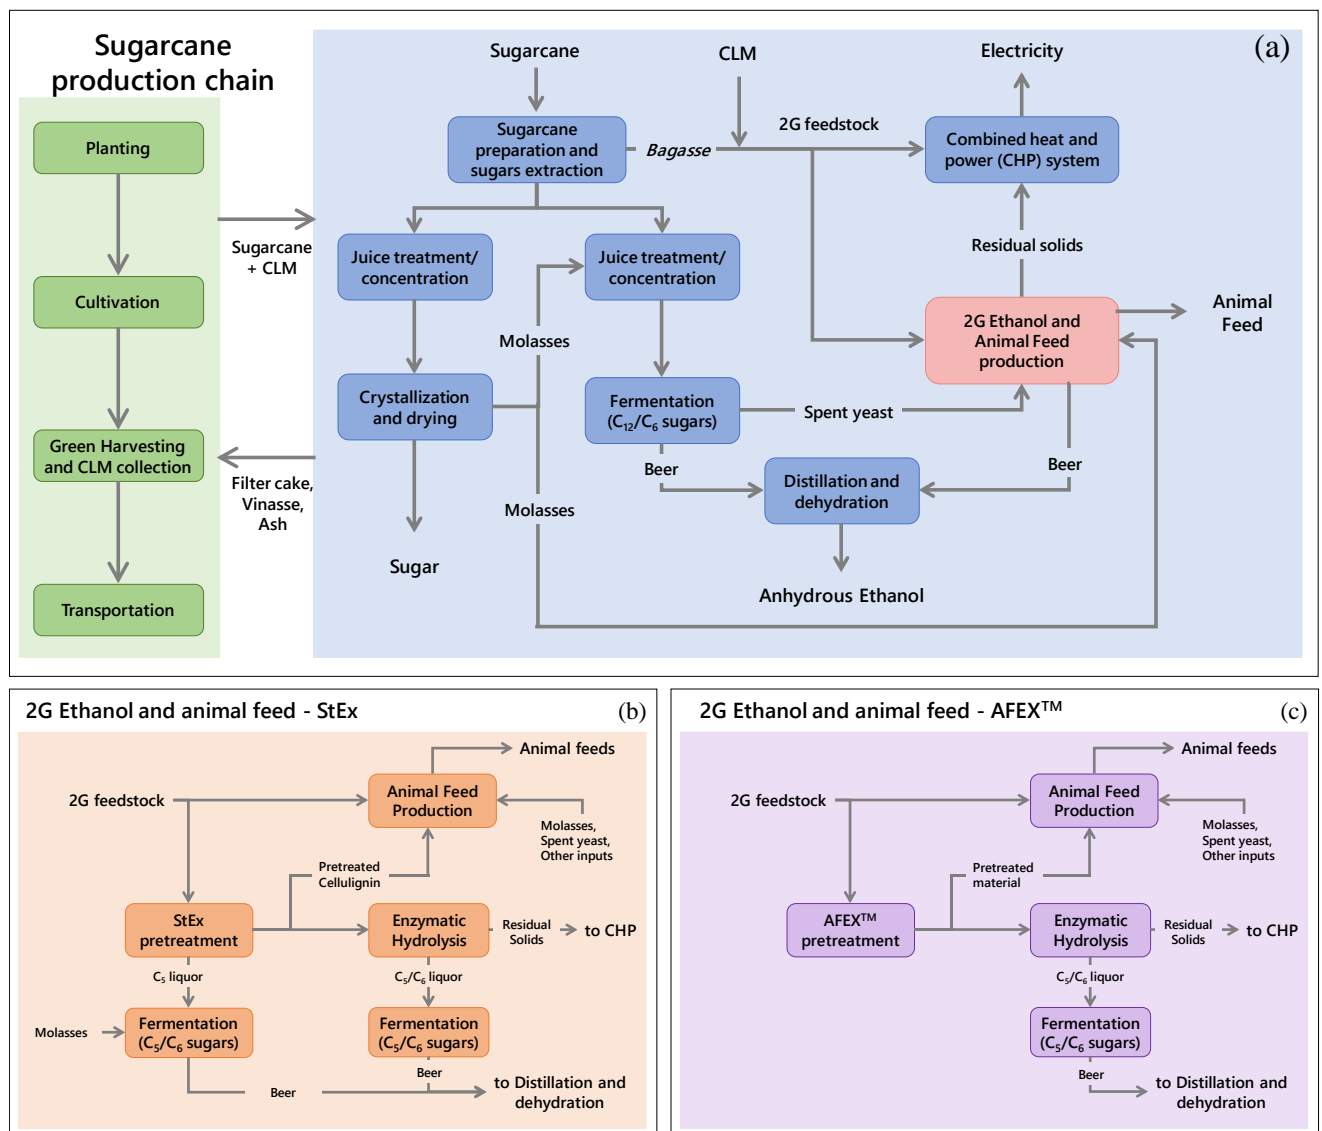 Sugarcane
production chain
Planting
Cultivation
Green Harvesting
and CLM collection
Transportation
Sugarcane
+ CLM
Filter cake,
Vinasse,
Ash
(a)
Sugarcane
CLM
Electricity
Sugarcane
preparation and
sugars extraction
Bagasse
2G feedstock
Combined heat and
power (CHP) system
Juice treatment/
concentration
Juice treatment/
concentration
Residual solids
Molasses
2G Ethanol and
Animal Feed
production
Animal
Feed
Crystallization
and drying
Fermentation
(C12/C6 sugars)
Spent yeast
Beer
Beer
Distillation and
dehydration
Molasses
Sugar
Anhydrous Ethanol
2G Ethanol and animal feed - StEx
(b)
Animal feeds
2G feedstock
Animal Feed
Production
Molasses,
Spent yeast,
Other inputs
Pretreated
Cellulignin
StEx
pretreatment
Enzymatic
Hydrolysis
Residual
Solids
to CHP
C5 liquor
C5/C6 liquor
Molasses
Fermentation
(C5/C6 sugars)
Fermentation
(C5/C6 sugars)
Beer
Beer
to Distillation and
dehydration
2G Ethanol and animal feed - AFEX™
(c)
Animal feeds
2G feedstock
Animal Feed
Production
Molasses,
Spent yeast,
Other inputs
Pretreated
material
AFEX™
pretreatment
Enzymatic
Hydrolysis
Residual
Solids
to CHP
C5/C6 liquor
Fermentation
(C5/C6 sugars)
Beer
to Distillation and
dehydration